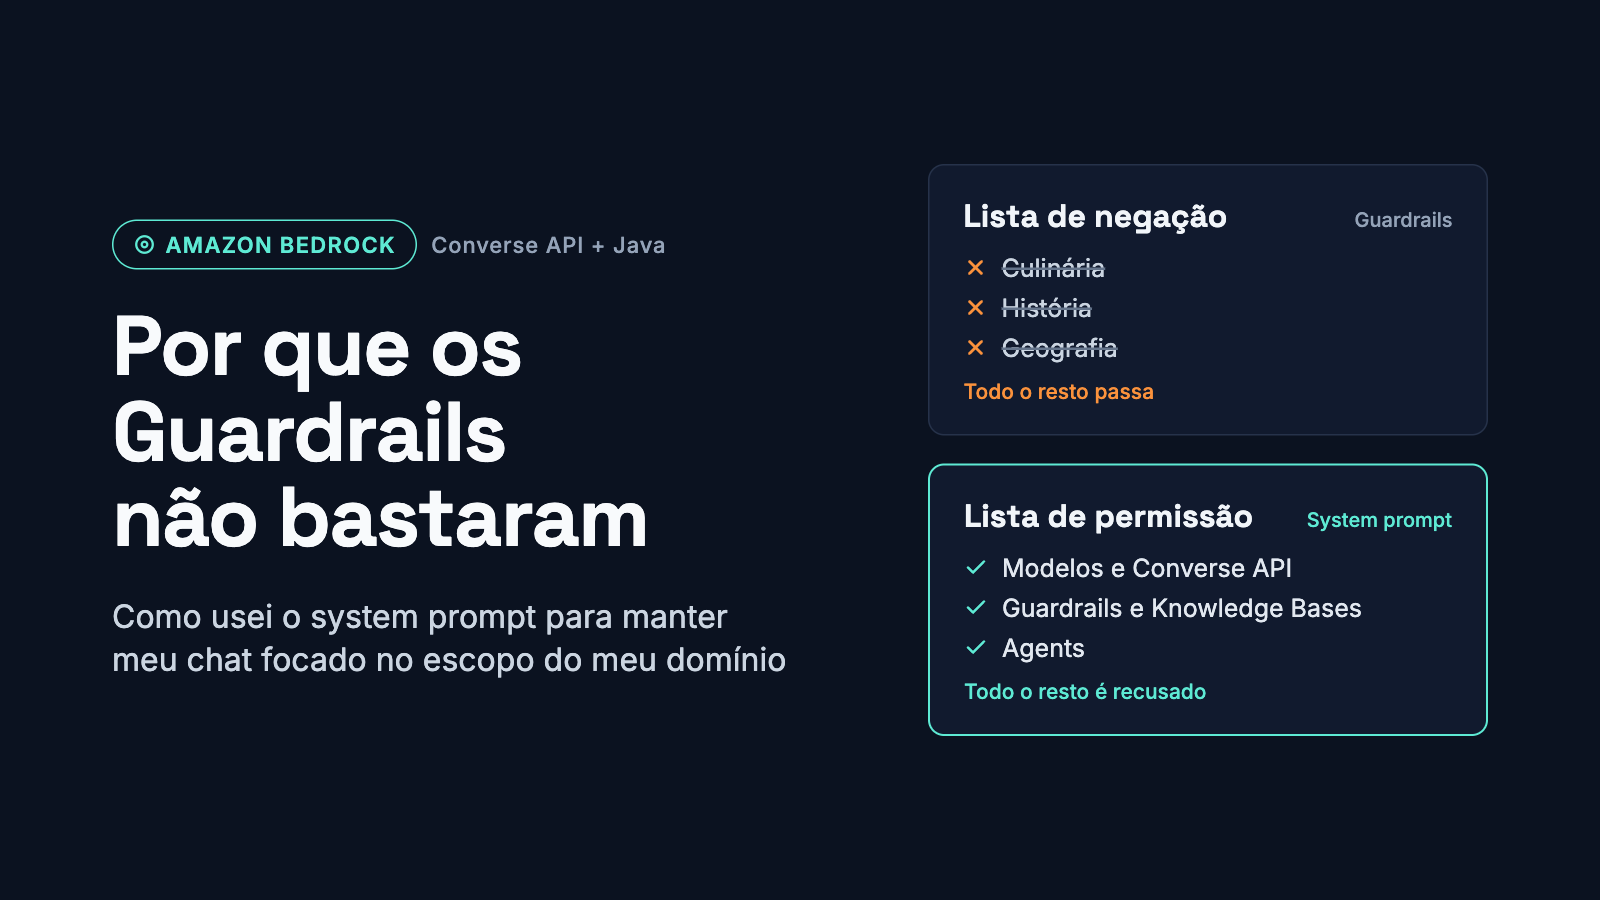 AMAZON BEDROCK
Converse API + Java
Por que os
Guardrails
não bastaram
Como usei o system prompt para manter
meu chat focado no escopo do meu domínio
Lista de negação
Guardrails
Culinária
História
Geografia
Todo o resto passa
Lista de permissão
System prompt
Modelos e Converse API
Guardrails e Knowledge Bases
Agents
Todo o resto é recusado